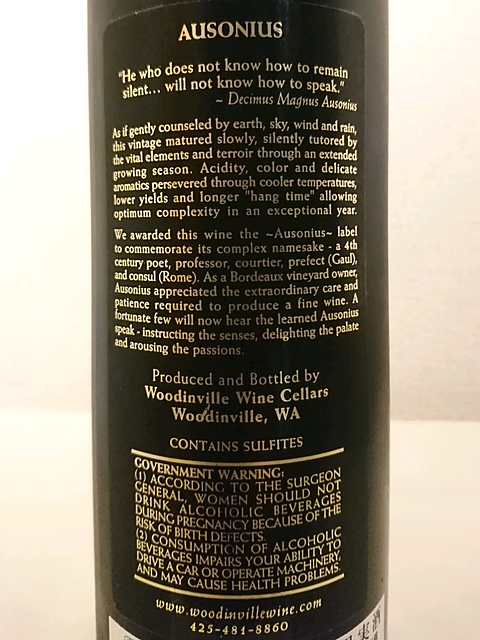 AUSONIUS
"He who does not know how to remain
silent... will not know how to speak."
~ Decimus Magnus Ausonius
As if gently counseled by earth, sky, wind and rain,
this vintage matured slowly, silently tutored by
the vital elements and terroir through an extended
growing season. Acidity, color and delicate
aromatics persevered through cooler temperatures,
lower yields and longer "hang time" allowing
optimum complexity in an exceptional year.
We awarded this wine the ~Ausonius~ label
to commemorate its complex namesake - a 4th
century poet, professor, courtier, prefect (Gaul),
and consul (Rome). As a Bordeaux vineyard owner,
Ausonius appreciated the extraordinary care and
patience required to produce a fine wine. A
fortunate few will now hear the learned Ausonius
speak - instructing the senses, delighting the palate
and arousing the passions.
Produced and Bottled by
Woodinville Wine Cellars
Woodinville, WA
CONTAINS SULFITES
GOVERNMENT WARNING:
(1) ACCORDING TO THE SURGEON
GENERAL, WOMEN SHOULD NOT
DRINK ALCOHOLIC BEVERAGES
DURING PREGNANCY BECAUSE OF THE
RISK OF BIRTH DEFECTS.
(2) CONSUMPTION OF ALCOHOLIC
BEVERAGES IMPAIRS YOUR ABILITY TO
DRIVE A CAR OR OPERATE MACHINERY,
AND MAY CAUSE HEALTH PROBLEMS.
www.woodinvillewine.com
425-481-8860